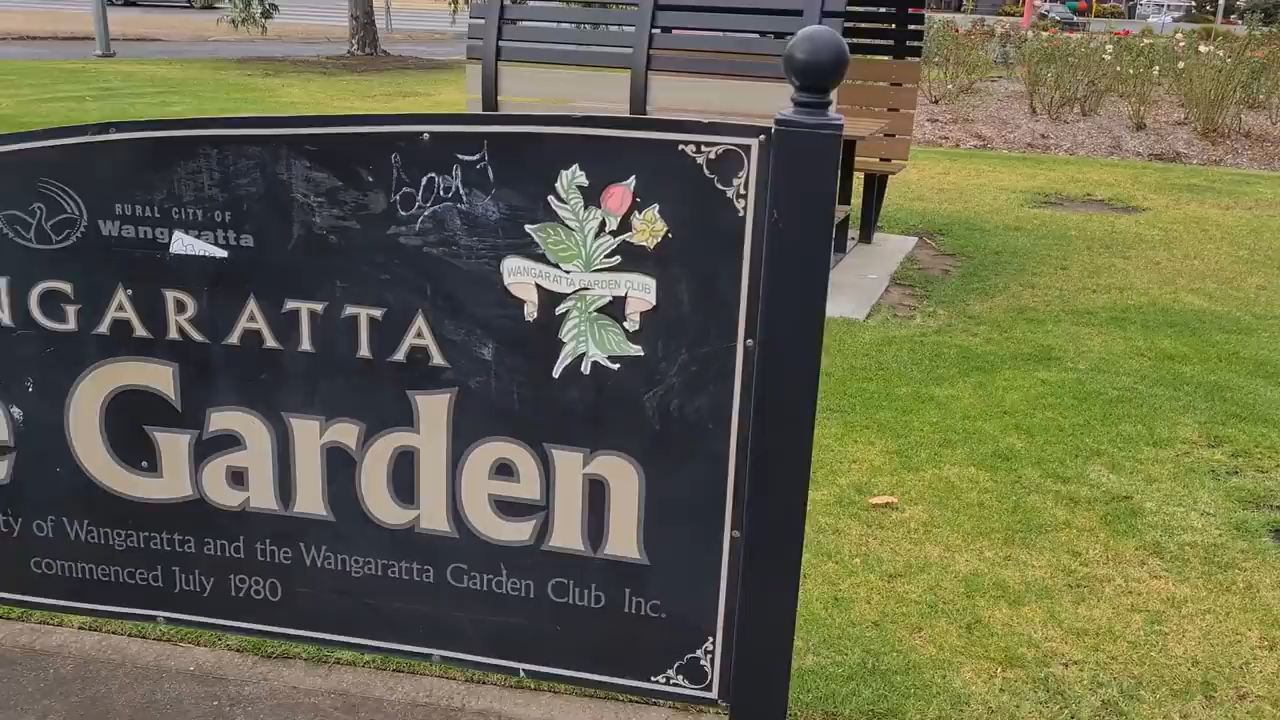 RURAL CITY OF
Wangaratta
WANGARATTA GARDEN CLUB
NGARATTA
e Garden
ty of Wangaratta and the Wangaratta Garden Club Inc.
commenced July 1980